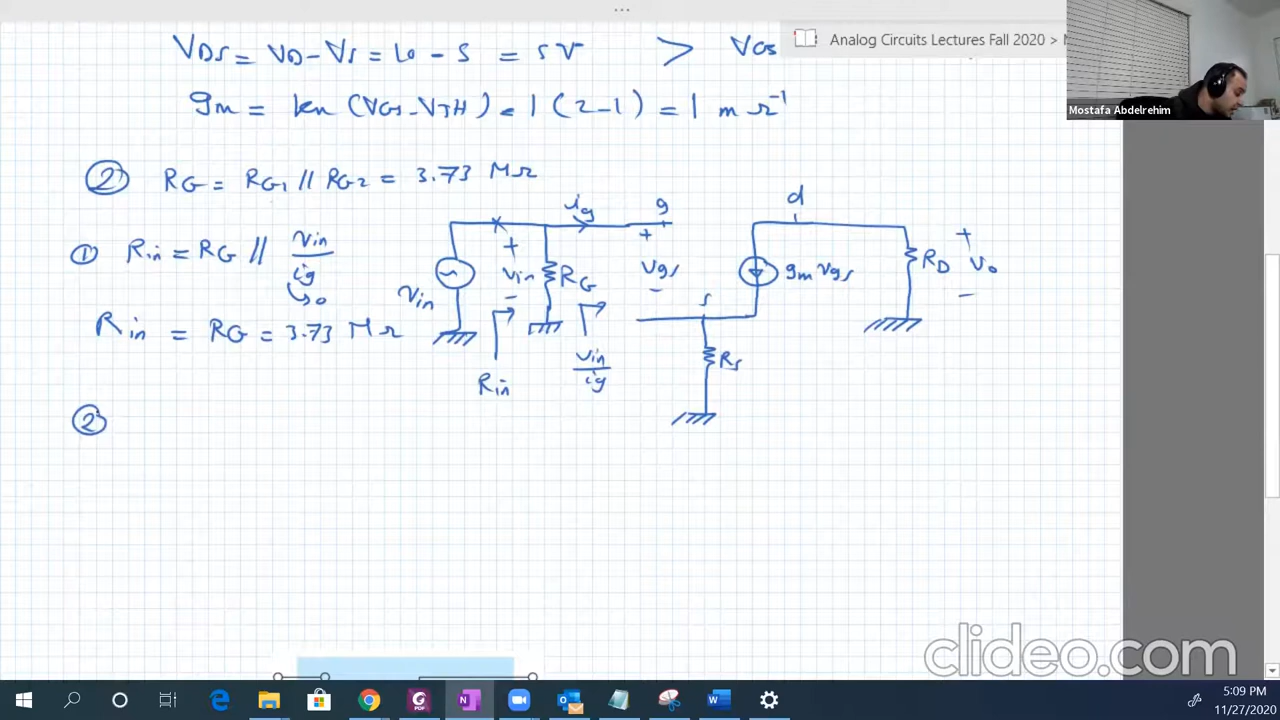 Analog Circuits Lectures Fall 2020 >
VDS = VD - VS = 10 - 5 = 5V > VGS
Mostafa Abdelrehim
gm = kn (VGS - VTH) = 1 (2-1) = 1 m Ω⁻¹
② RG = RG1 // RG2 = 3.73 MΩ
ig g d
① Rin = RG // vin/ig
↳ 0
vin + vin - RG + vgs - gm vgs RD + vo -
s
Rin = RG = 3.73 MΩ
Rin vin/ig Rs
②
clideo.com
5:09 PM
11/27/2020